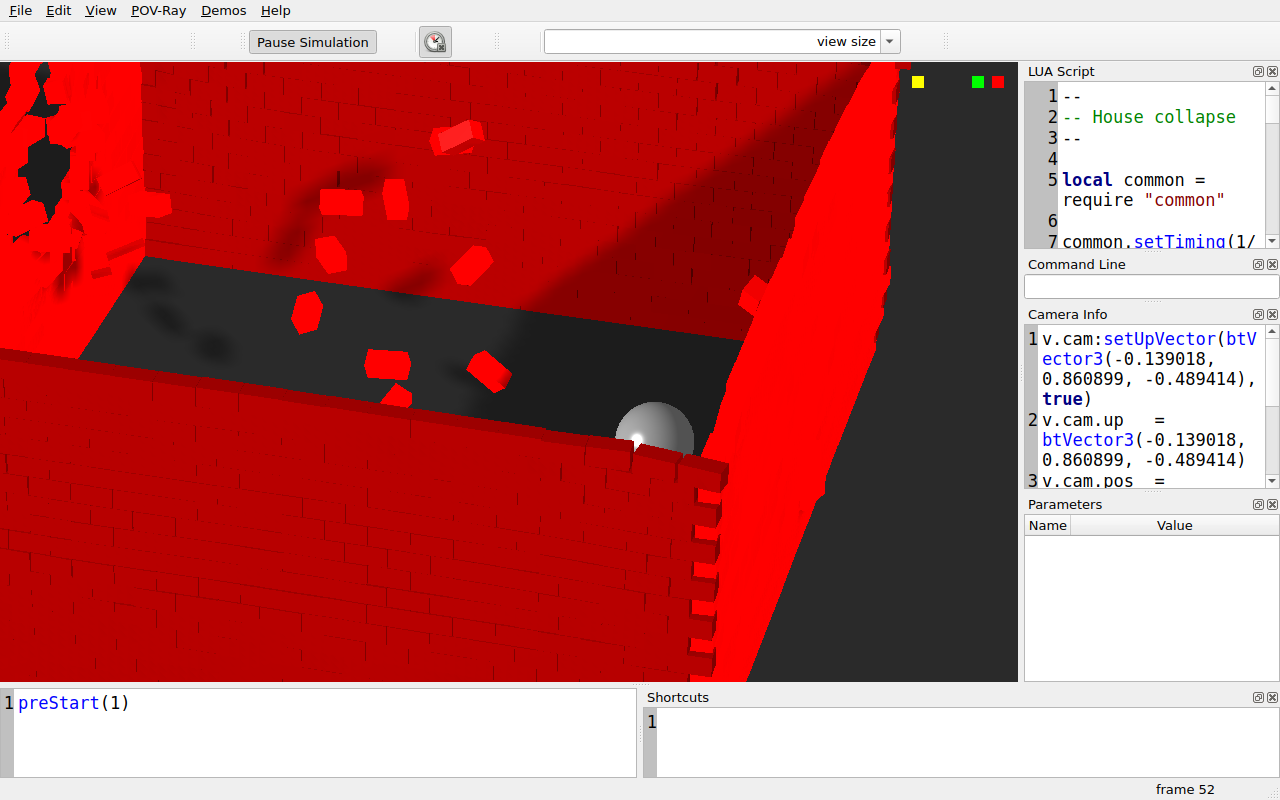 File Edit View POV-Ray Demos Help
Pause Simulation
view size
LUA Script
1 --
2 -- House collapse
3 --
4
5 local common =
require "common"
6
7 common.setTiming(1/
Command Line
Camera Info
1 v.cam:setUpVector(btV
ector3(-0.139018,
0.860899, -0.489414),
true)
2 v.cam.up   =
btVector3(-0.139018,
0.860899, -0.489414)
3 v.cam.pos  =
Parameters
Name Value
1 preStart(1)
Shortcuts
1
frame 52